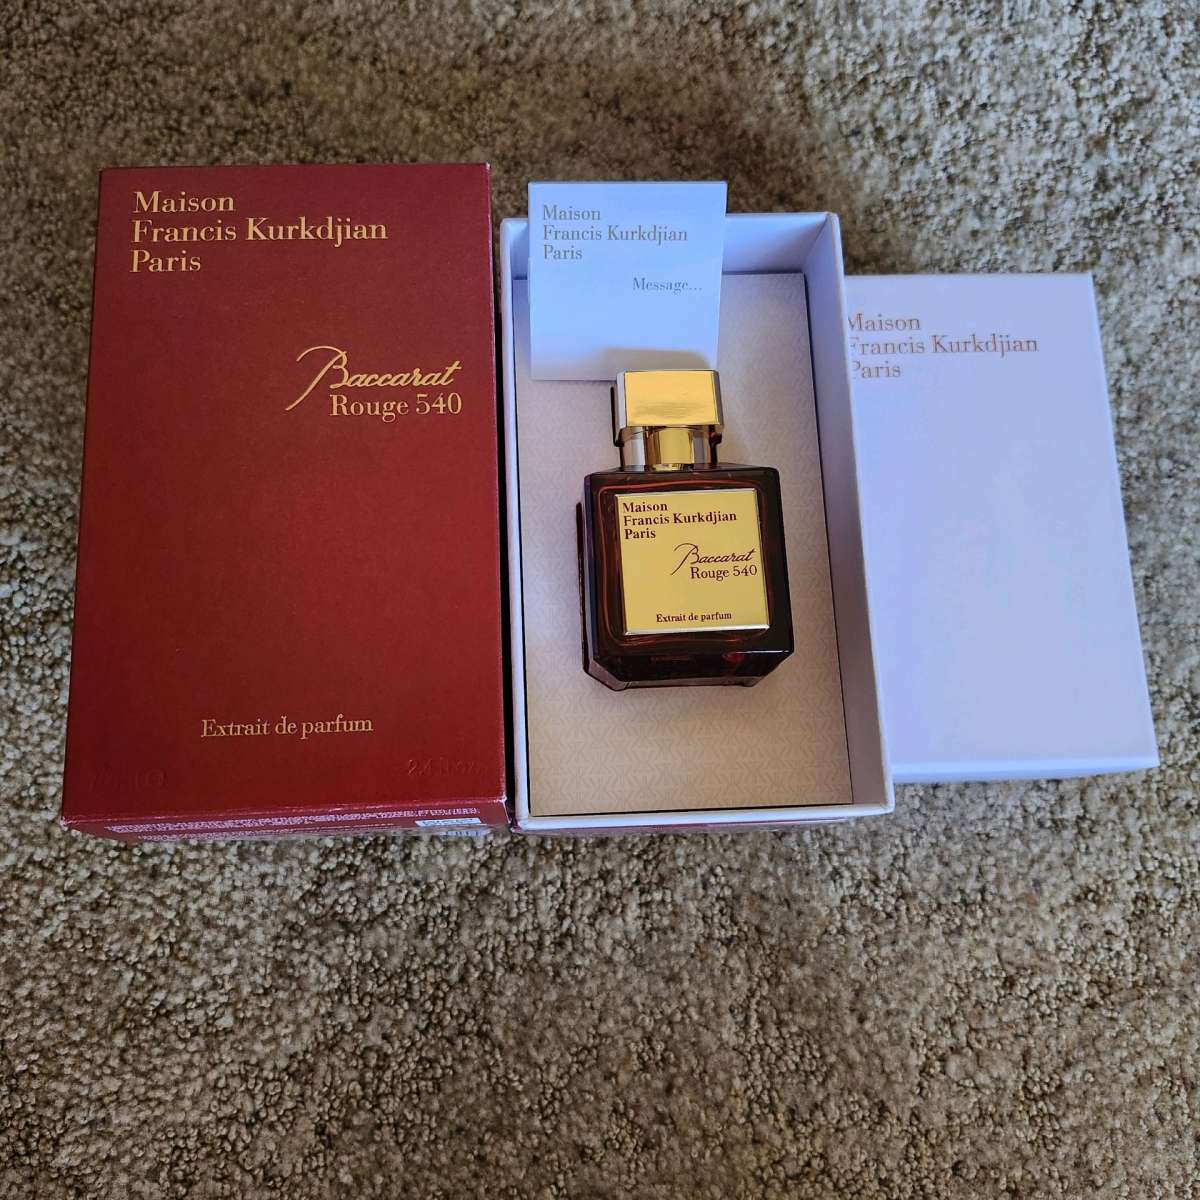 Maison
Francis Kurkdjian
Paris
Baccarat
Rouge 540
Extrait de parfum
Maison
Francis Kurkdjian
Paris
Message...
Maison
Francis Kurkdjian
Paris
Baccarat
Rouge 540
Extrait de parfum
Maison
Francis Kurkdjian
Paris